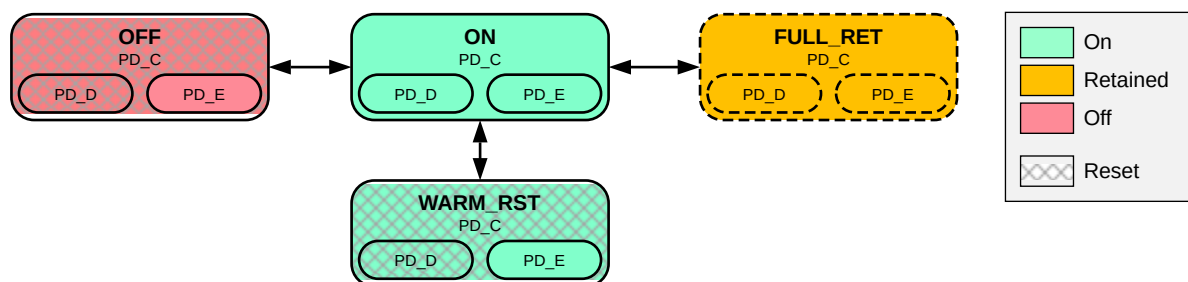 OFF
PD_C
PD_D
PD_E
ON
PD_C
PD_D
PD_E
FULL_RET
PD_C
PD_D
PD_E
WARM_RST
PD_C
PD_D
PD_E
On
Retained
Off
Reset